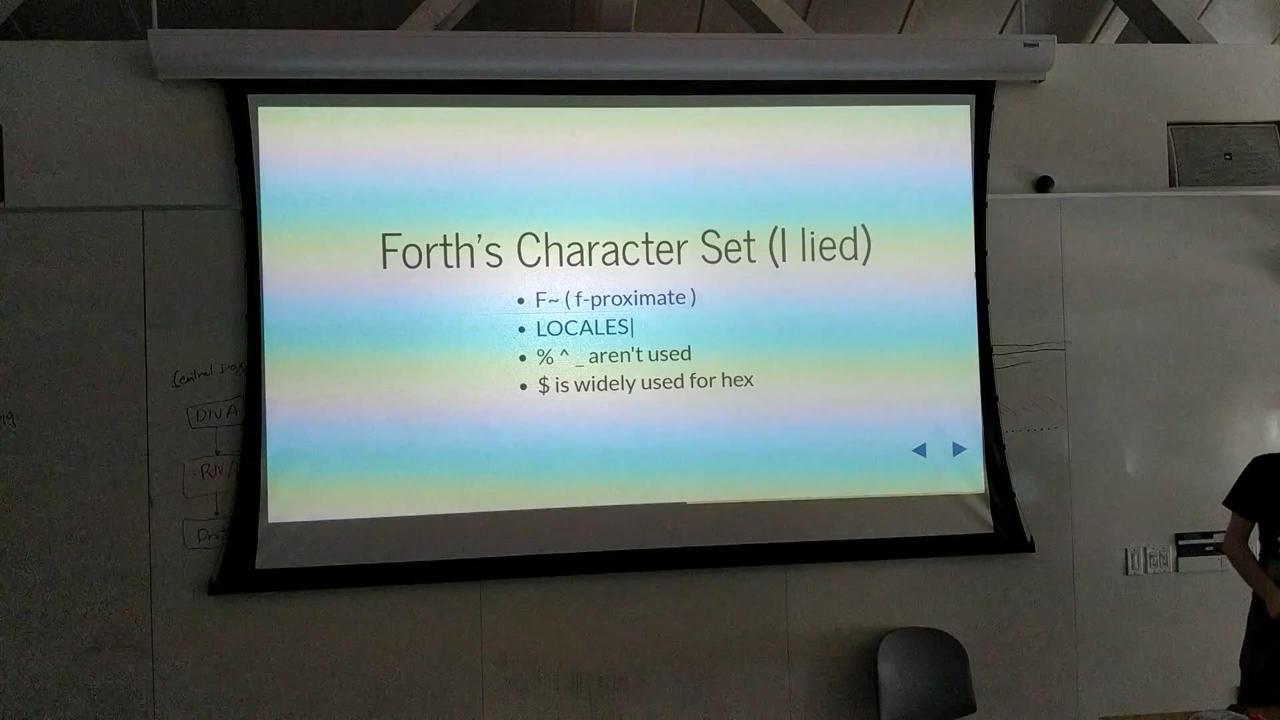 Forth's Character Set (I lied)
• F~ ( f-proximate )
• LOCALES|
• % ^ _ aren't used
• $ is widely used for hex
DNA